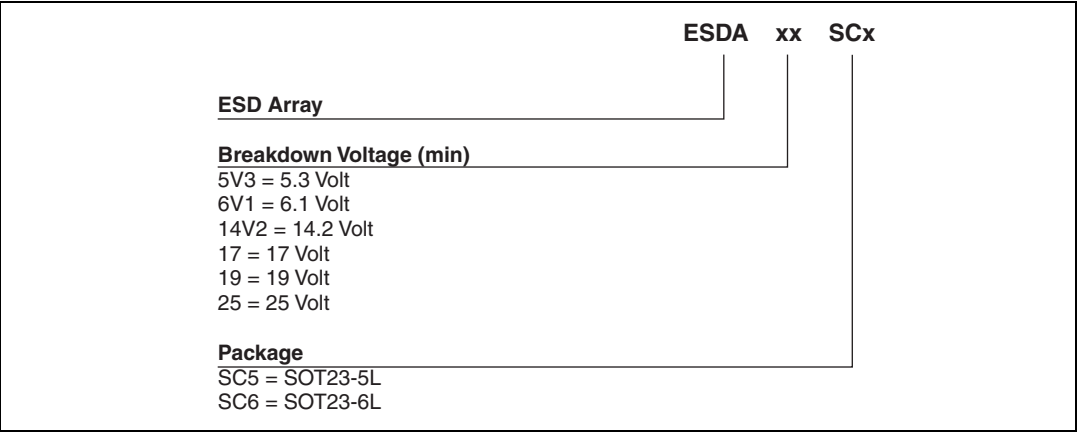 ESDA xx SCx
ESD Array
Breakdown Voltage (min)
5V3 = 5.3 Volt
6V1 = 6.1 Volt
14V2 = 14.2 Volt
17 = 17 Volt
19 = 19 Volt
25 = 25 Volt
Package
SC5 = SOT23-5L
SC6 = SOT23-6L